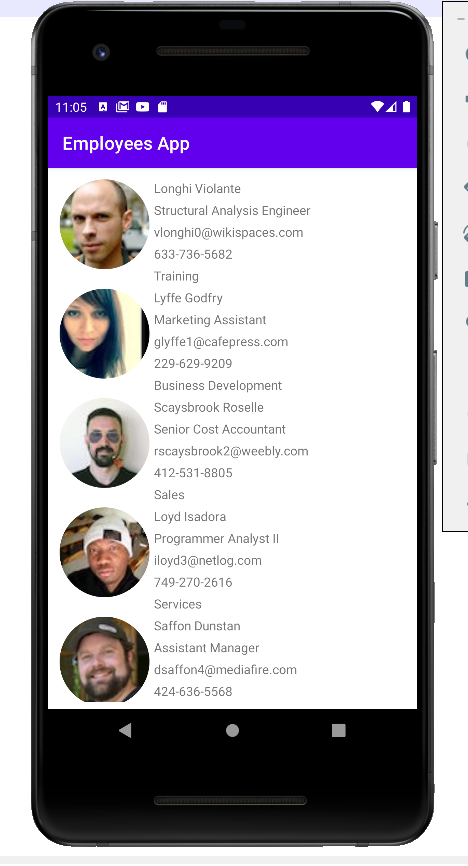 11:05
Employees App
Longhi Violante
Structural Analysis Engineer
vlonghi0@wikispaces.com
633-736-5682
Training
Lyffe Godfry
Marketing Assistant
glyffe1@cafepress.com
229-629-9209
Business Development
Scaysbrook Roselle
Senior Cost Accountant
rscaysbrook2@weebly.com
412-531-8805
Sales
Loyd Isadora
Programmer Analyst II
iloyd3@netlog.com
749-270-2616
Services
Saffon Dunstan
Assistant Manager
dsaffon4@mediafire.com
424-636-5568